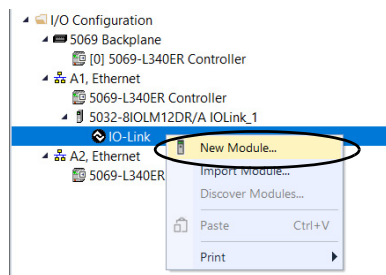 I/O Configuration
5069 Backplane
[0] 5069-L340ER Controller
A1, Ethernet
5069-L340ER Controller
5032-8IOLM12DR/A IOLink_1
IO-Link
A2, Ethernet
5069-L340ER
New Module...
Import Module...
Discover Modules...
Paste Ctrl+V
Print